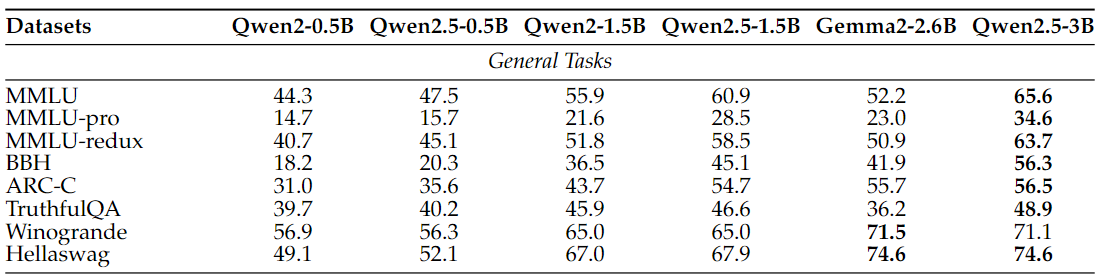 Datasets Qwen2-0.5B Qwen2.5-0.5B Qwen2-1.5B Qwen2.5-1.5B Gemma2-2.6B Qwen2.5-3B
General Tasks
MMLU 44.3 47.5 55.9 60.9 52.2 65.6
MMLU-pro 14.7 15.7 21.6 28.5 23.0 34.6
MMLU-redux 40.7 45.1 51.8 58.5 50.9 63.7
BBH 18.2 20.3 36.5 45.1 41.9 56.3
ARC-C 31.0 35.6 43.7 54.7 55.7 56.5
TruthfulQA 39.7 40.2 45.9 46.6 36.2 48.9
Winogrande 56.9 56.3 65.0 65.0 71.5 71.1
Hellaswag 49.1 52.1 67.0 67.9 74.6 74.6